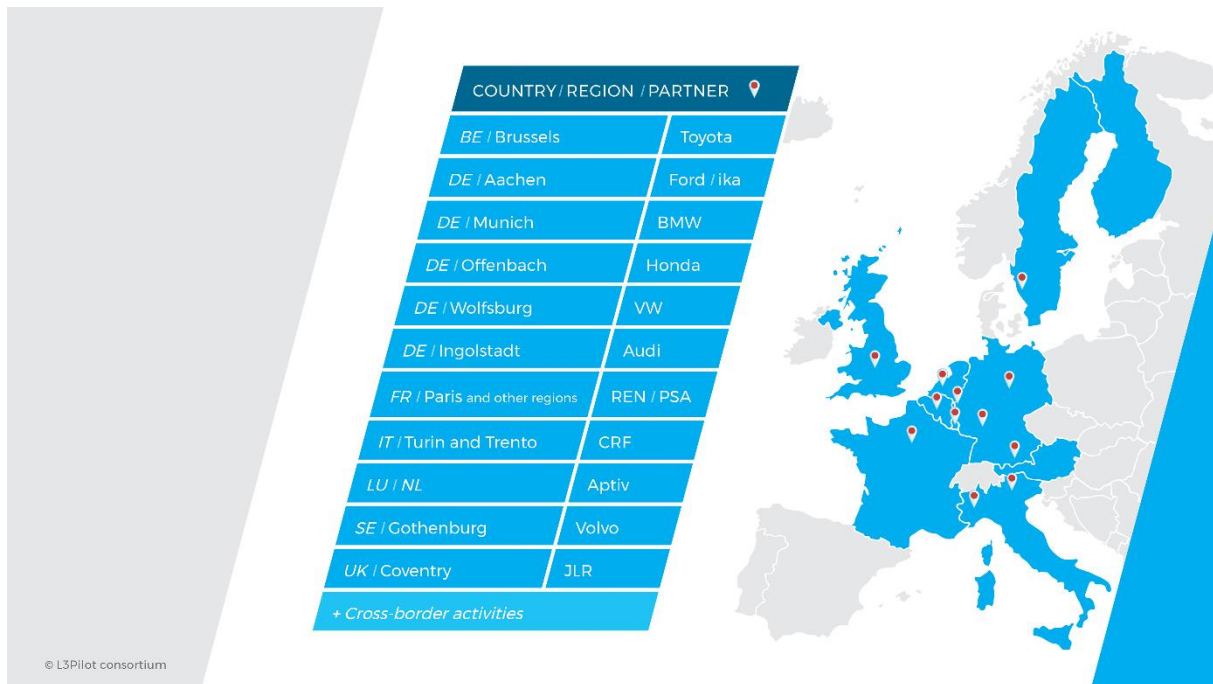 COUNTRY / REGION / PARTNER
BE / Brussels Toyota
DE / Aachen Ford / ika
DE / Munich BMW
DE / Offenbach Honda
DE / Wolfsburg VW
DE / Ingolstadt Audi
FR / Paris and other regions REN / PSA
IT / Turin and Trento CRF
LU / NL Aptiv
SE / Gothenburg Volvo
UK / Coventry JLR
+ Cross-border activities
© L3Pilot consortium